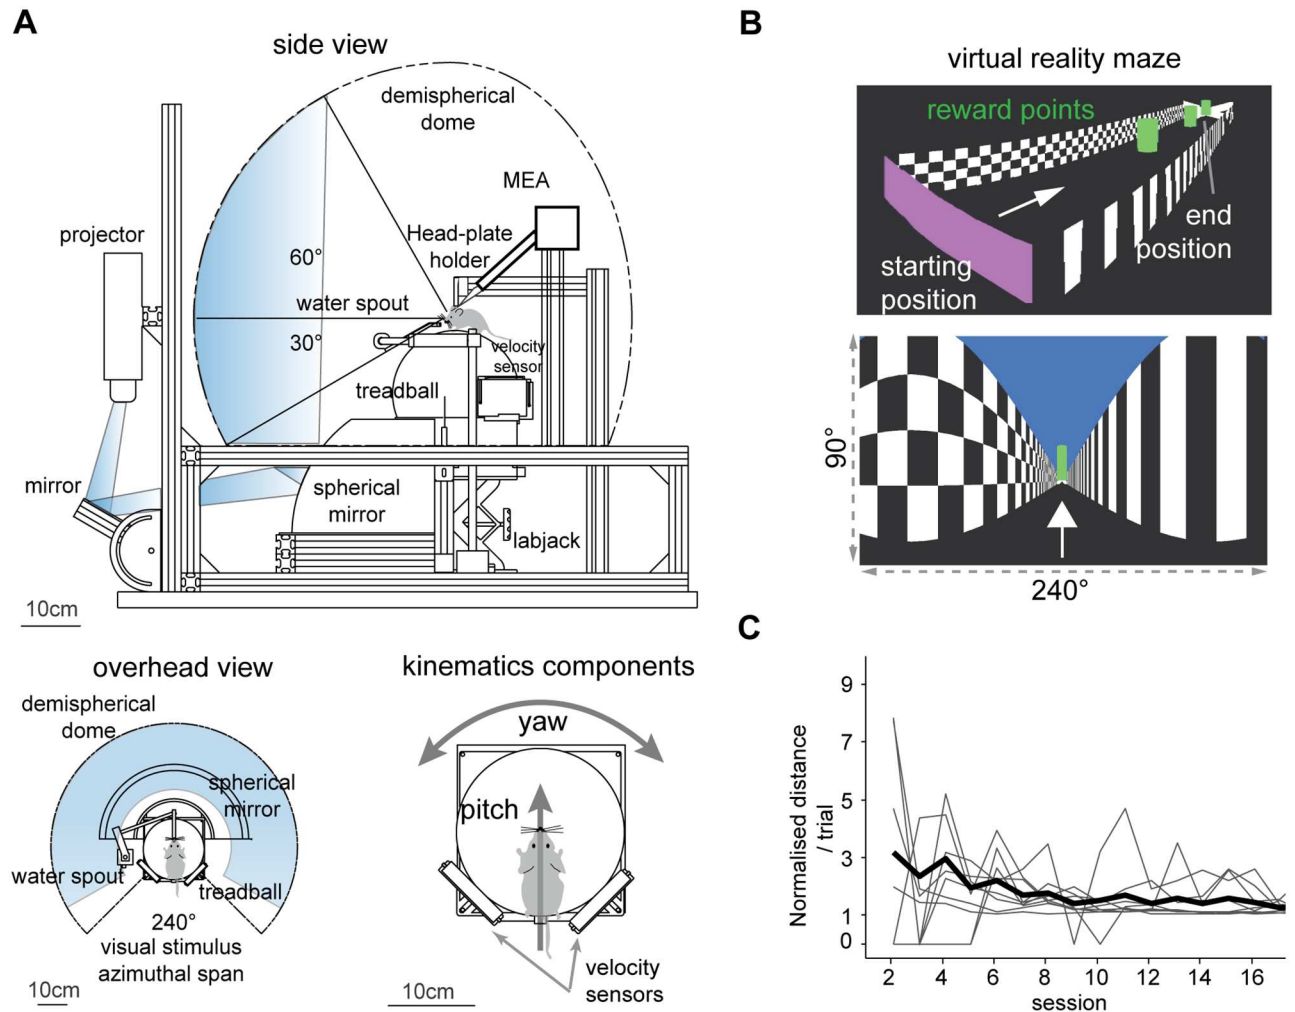 A
side view
demispherical
dome
MEA
projector
Head-plate
holder
60°
water spout
30°
velocity
sensor
treadball
mirror
spherical
mirror
labjack
10cm
overhead view
demispherical
dome
spherical
mirror
water spout
treadball
240°
visual stimulus
azimuthal span
10cm
kinematics components
yaw
pitch
velocity
sensors
10cm
B
virtual reality maze
reward points
end
position
starting
position
90°
240°
C
Normalised distance
/ trial
9
7
5
3
1
0
2 4 6 8 10 12 14 16
session